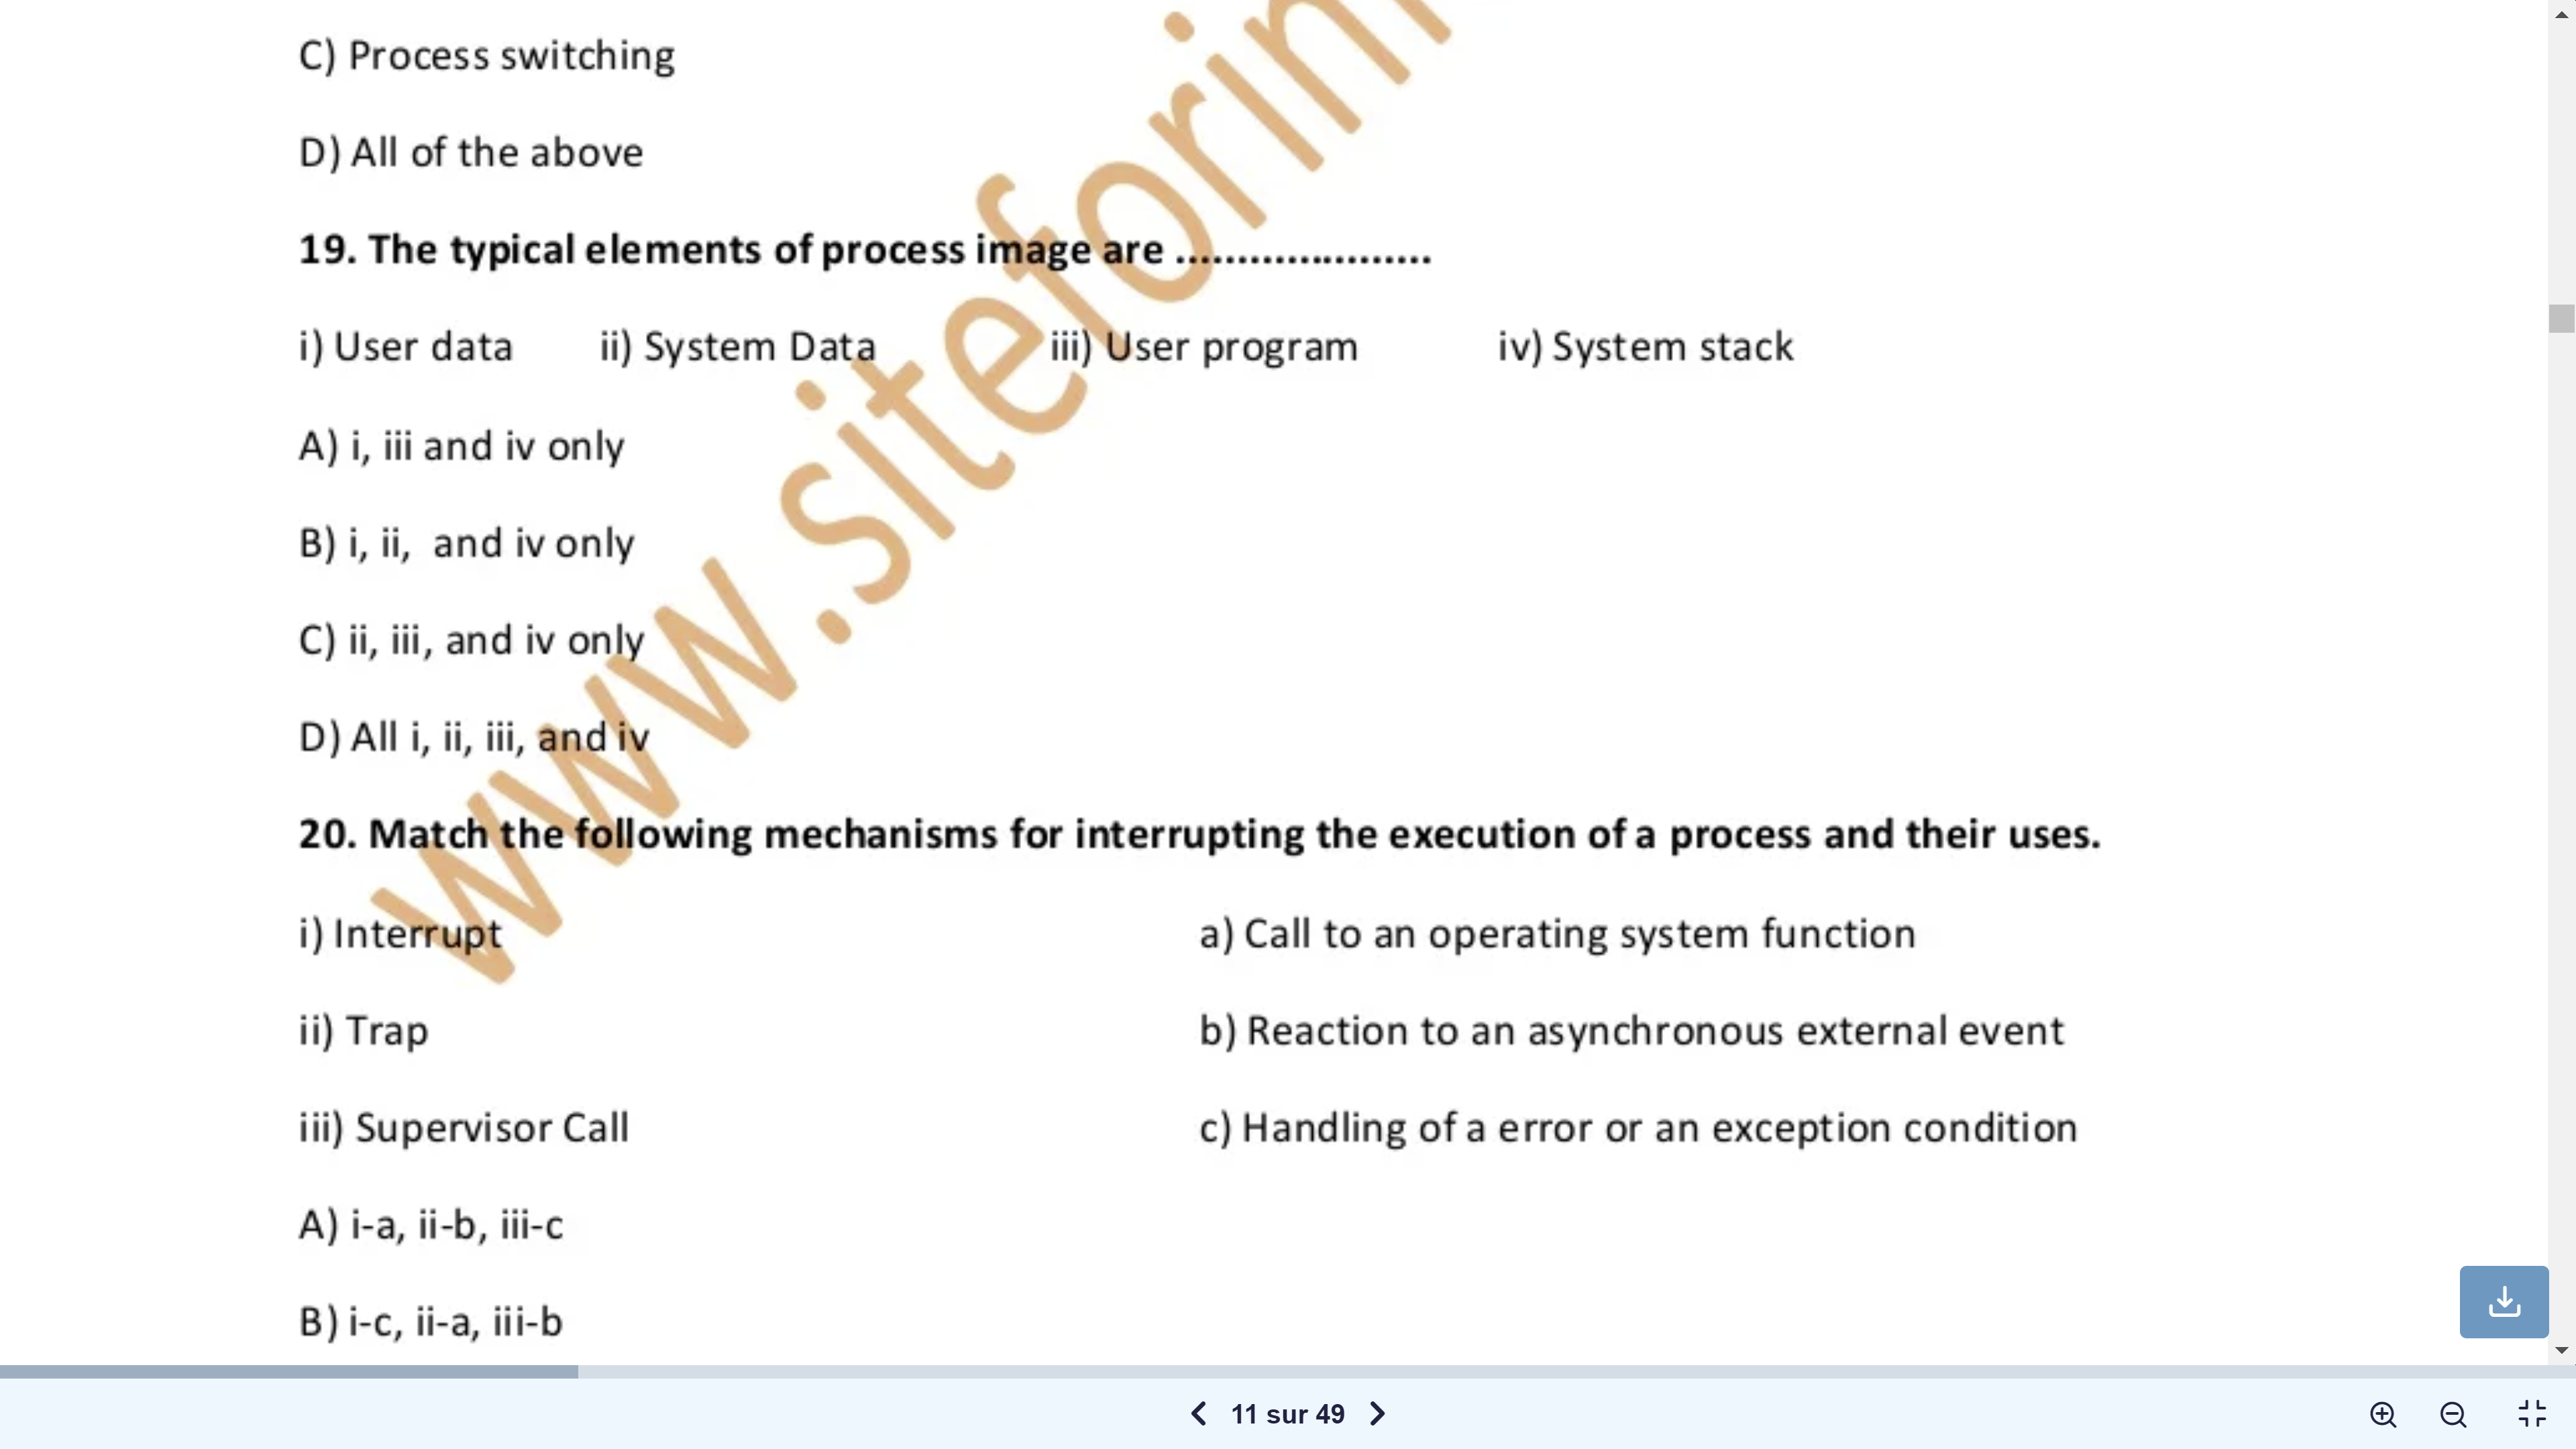 C) Process switching
D) All of the above
19. The typical elements of process image are .....................
i) User data ii) System Data iii) User program iv) System stack
A) i, iii and iv only
B) i, ii, and iv only
C) ii, iii, and iv only
D) All i, ii, iii, and iv
20. Match the following mechanisms for interrupting the execution of a process and their uses.
i) Interrupt a) Call to an operating system function
ii) Trap b) Reaction to an asynchronous external event
iii) Supervisor Call c) Handling of a error or an exception condition
A) i-a, ii-b, iii-c
B) i-c, ii-a, iii-b
11 sur 49